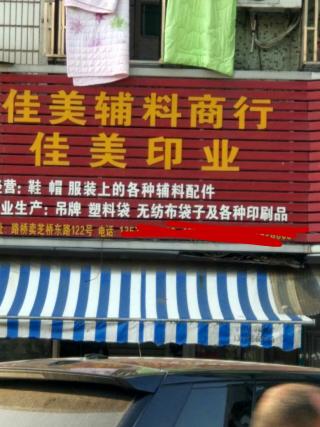 佳美辅料商行
佳美印业
营: 鞋 帽 服装上的各种辅料配件
业生产: 吊牌 塑料袋 无纺布袋子及各种印刷品
路桥卖芝桥东路122号 电话